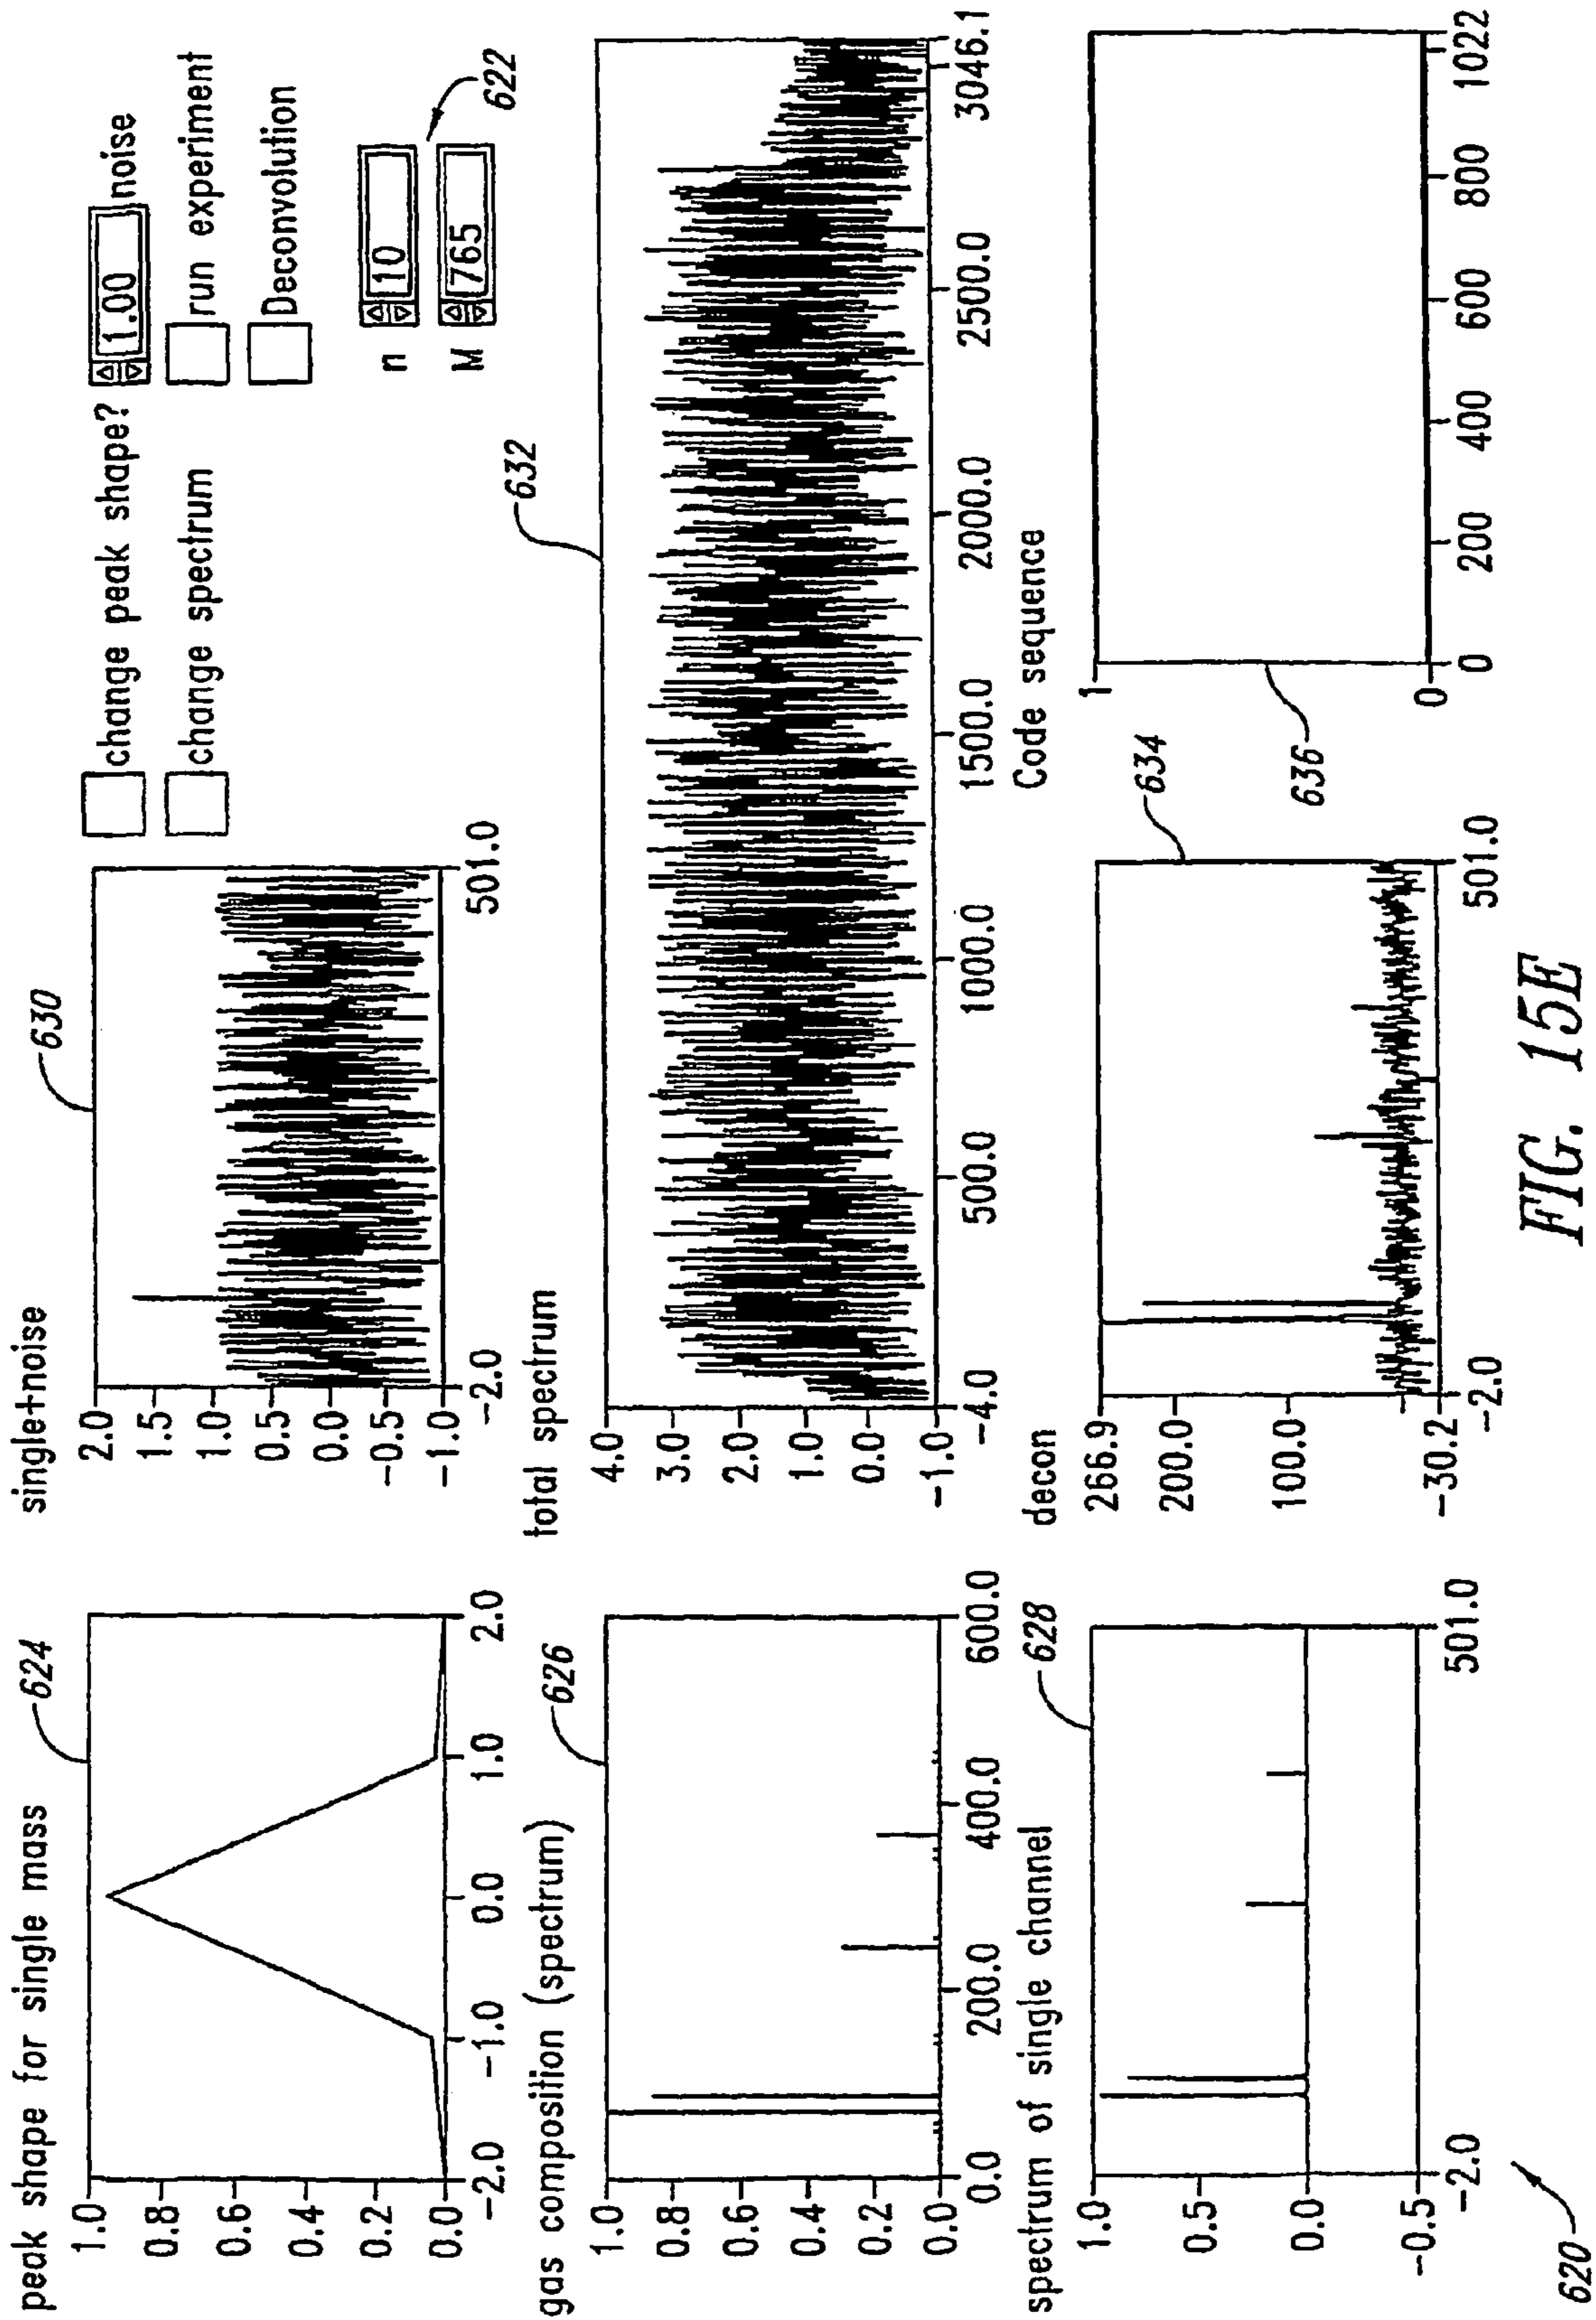 peak shape for single mass
624
1.0
0.8
0.6
0.4
0.2
0.0
-2.0 -1.0 0.0 1.0 2.0
single+noise
630
2.0
1.5
1.0
0.5
0.0
-0.5
-1.0
-2.0 501.0
change peak shape?
1.00 noise
change spectrum
run experiment
Deconvolution
n 10
M 765
622
gas composition (spectrum)
626
1.0
0.8
0.6
0.4
0.2
0.0
0.0 200.0 400.0 600.0
total spectrum
632
4.0
3.0
2.0
1.0
0.0
-1.0
-4.0 500.0 1000.0 1500.0 2000.0 2500.0 3046.1
spectrum of single channel
628
1.0
0.5
0.0
-0.5
-2.0 501.0
decon
634
266.9
200.0
100.0
-30.2
-2.0 501.0
Code sequence
636
1
0
0 200 400 600 800 1022
620
FIG. 15E